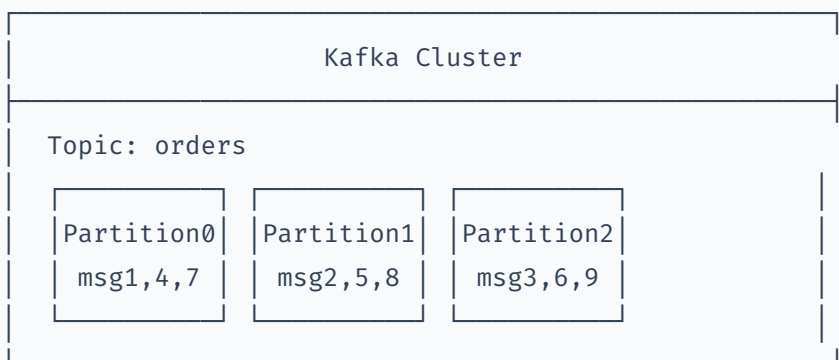 Kafka Cluster
Topic: orders
Partition0 Partition1 Partition2
msg1,4,7 msg2,5,8 msg3,6,9